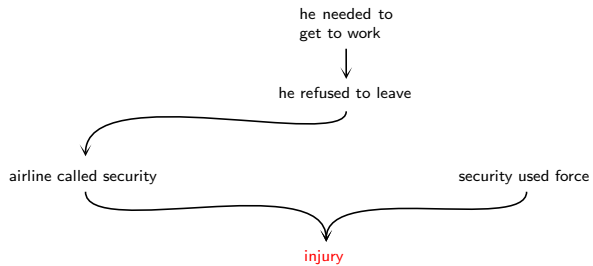 he needed to
get to work
he refused to leave
airline called security
security used force
injury